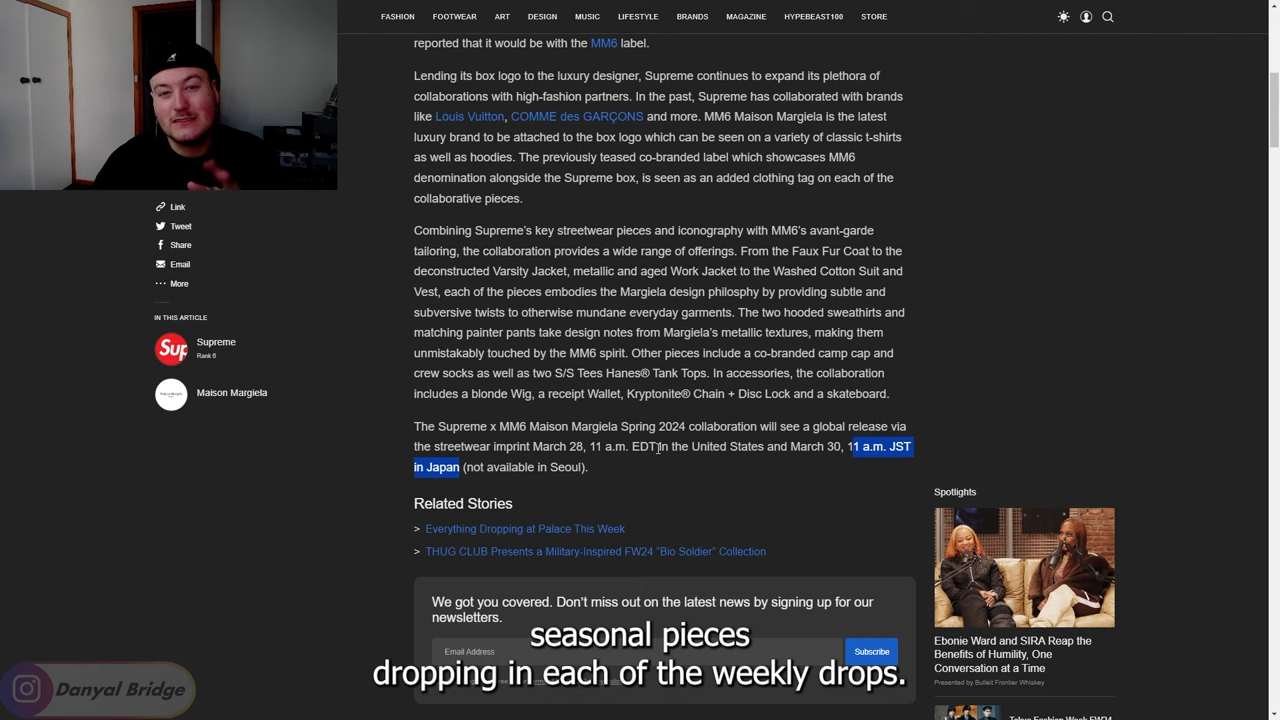 FASHION FOOTWEAR ART DESIGN MUSIC LIFESTYLE BRANDS MAGAZINE HYPEBEAST100 STORE
reported that it would be with the MM6 label.
Lending its box logo to the luxury designer, Supreme continues to expand its plethora of
collaborations with high-fashion partners. In the past, Supreme has collaborated with brands
like Louis Vuitton, COMME des GARÇONS and more. MM6 Maison Margiela is the latest
luxury brand to be attached to the box logo which can be seen on a variety of classic t-shirts
as well as hoodies. The previously teased co-branded label which showcases MM6
denomination alongside the Supreme box, is seen as an added clothing tag on each of the
collaborative pieces.
Link
Tweet
Share
Email
More
IN THIS ARTICLE
Sup
Supreme
Rank 6
Maison Margiela
Combining Supreme's key streetwear pieces and iconography with MM6's avant-garde
tailoring, the collaboration provides a wide range of offerings. From the Faux Fur Coat to the
deconstructed Varsity Jacket, metallic and aged Work Jacket to the Washed Cotton Suit and
Vest, each of the pieces embodies the Margiela design philosphy by providing subtle and
subversive twists to otherwise mundane everyday garments. The two hooded sweathirts and
matching painter pants take design notes from Margiela's metallic textures, making them
unmistakably touched by the MM6 spirit. Other pieces include a co-branded camp cap and
crew socks as well as two S/S Tees Hanes® Tank Tops. In accessories, the collaboration
includes a blonde Wig, a receipt Wallet, Kryptonite® Chain + Disc Lock and a skateboard.
The Supreme x MM6 Maison Margiela Spring 2024 collaboration will see a global release via
the streetwear imprint March 28, 11 a.m. EDT in the United States and March 30, 11 a.m. JST
in Japan (not available in Seoul).
Related Stories
> Everything Dropping at Palace This Week
> THUG CLUB Presents a Military-Inspired FW24 "Bio Soldier" Collection
We got you covered. Don't miss out on the latest news by signing up for our
newsletters.
Email Address
Subscribe
seasonal pieces
dropping in each of the weekly drops.
Danyal Bridge
Spotlights
Ebonie Ward and SIRA Reap the
Benefits of Humility, One
Conversation at a Time
Presented by Bulleit Frontier Whiskey
Tokyo Fashion Week FW24